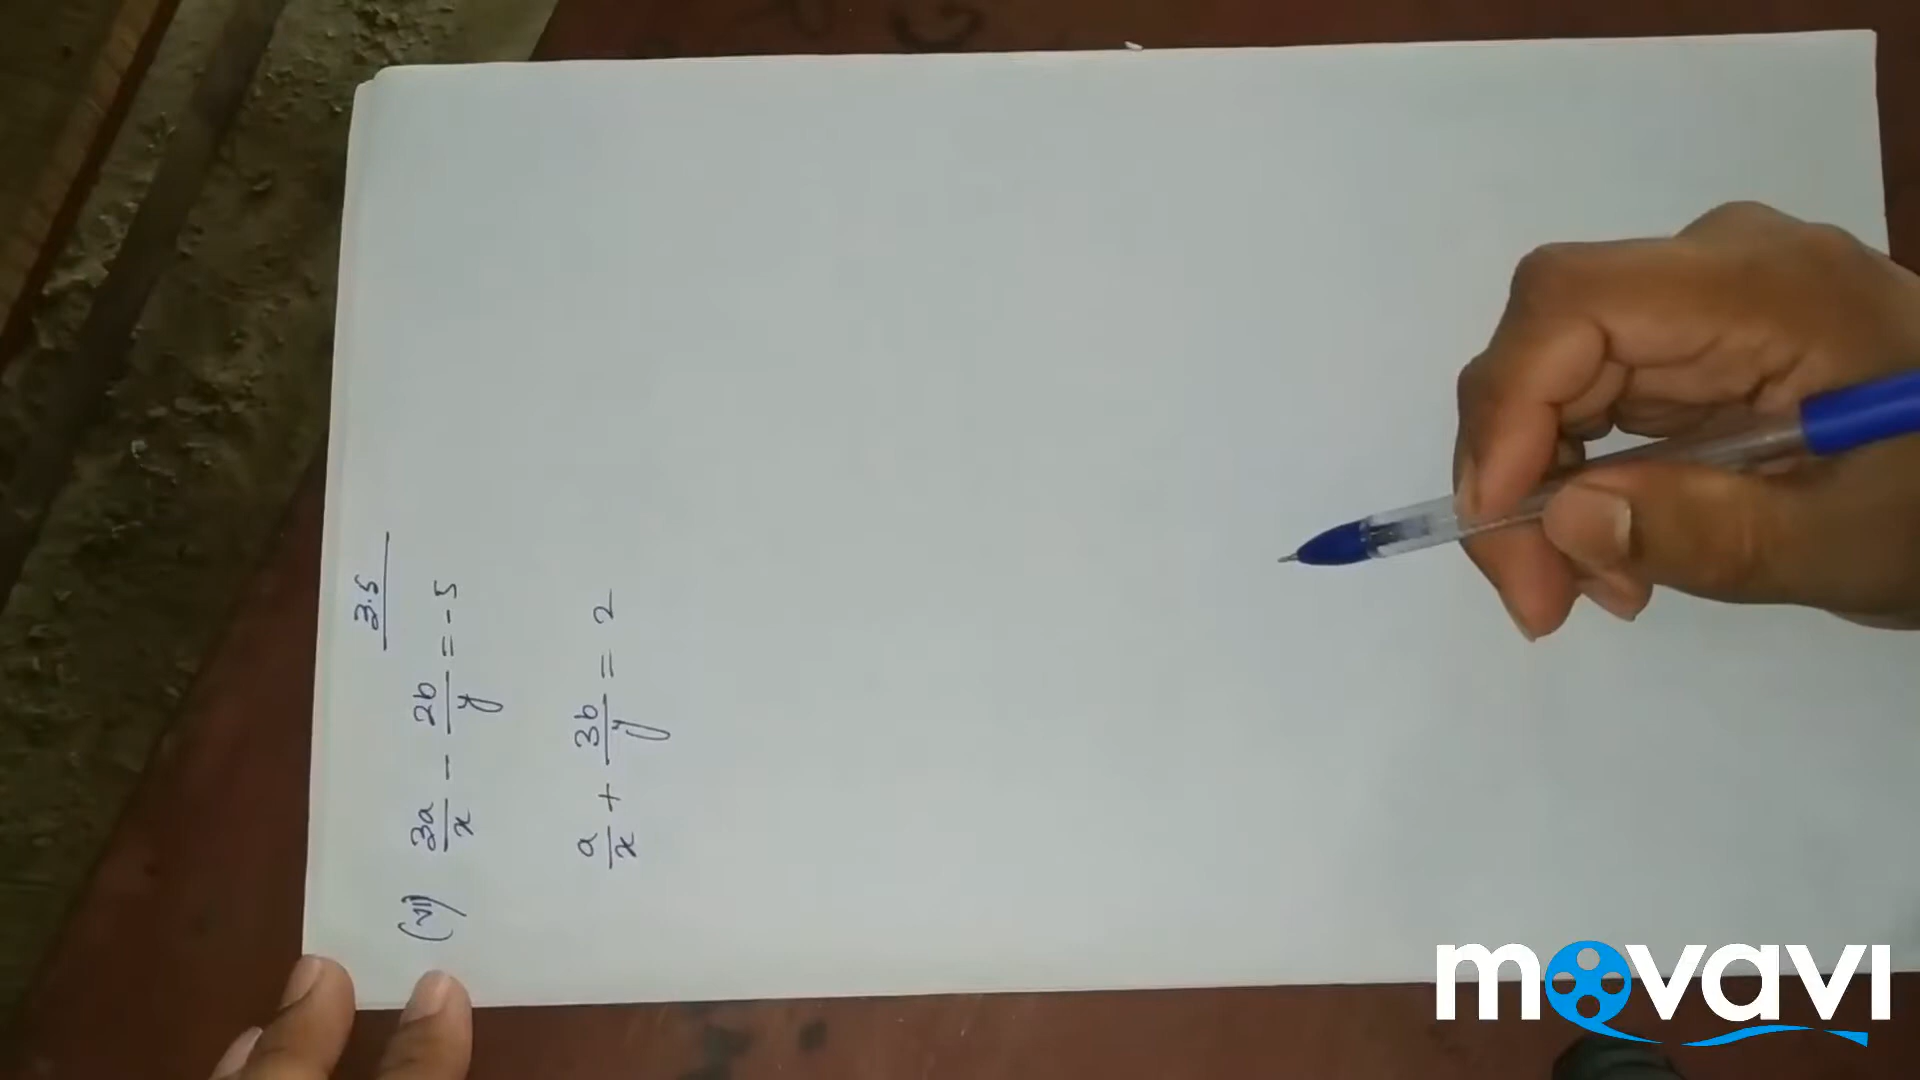 3.5
(vi) 3a/x - 2b/y = -5
a/x + 3b/y = 2
movavi